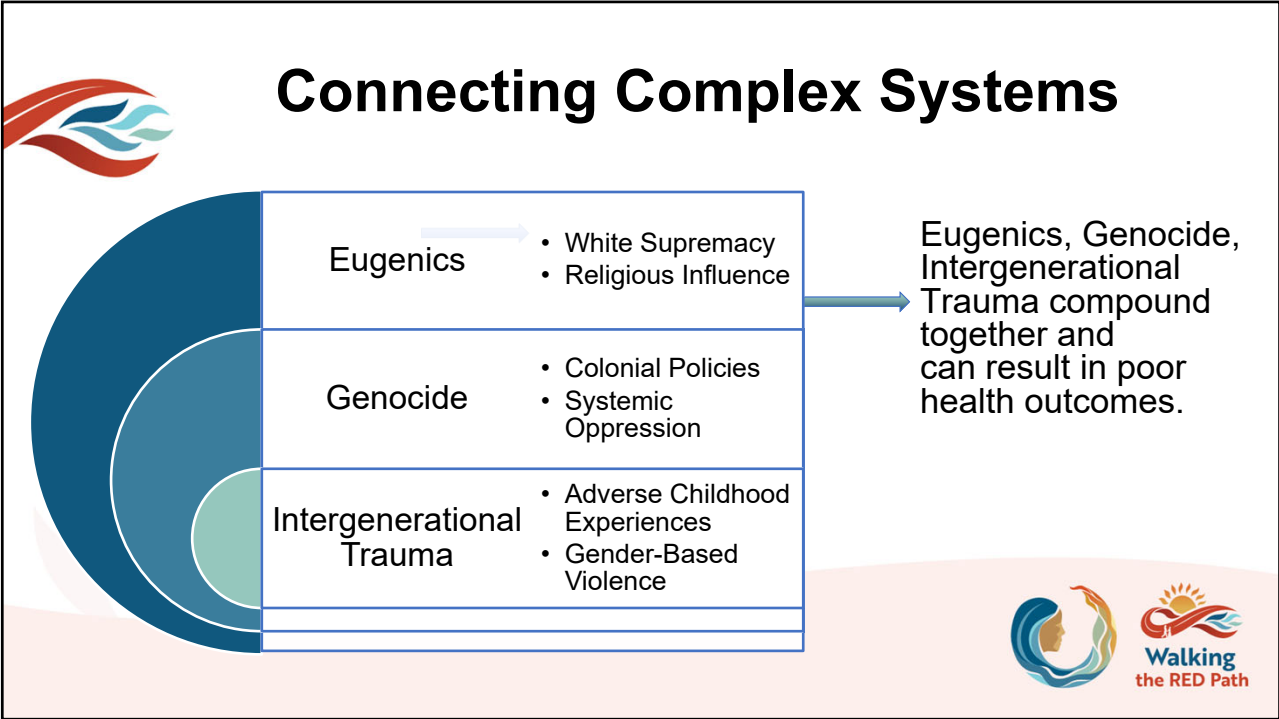 Connecting Complex Systems
Eugenics
• White Supremacy
• Religious Influence
Genocide
• Colonial Policies
• Systemic
Oppression
Intergenerational
Trauma
• Adverse Childhood
Experiences
• Gender-Based
Violence
Eugenics, Genocide,
Intergenerational
Trauma compound
together and
can result in poor
health outcomes.
Walking
the RED Path